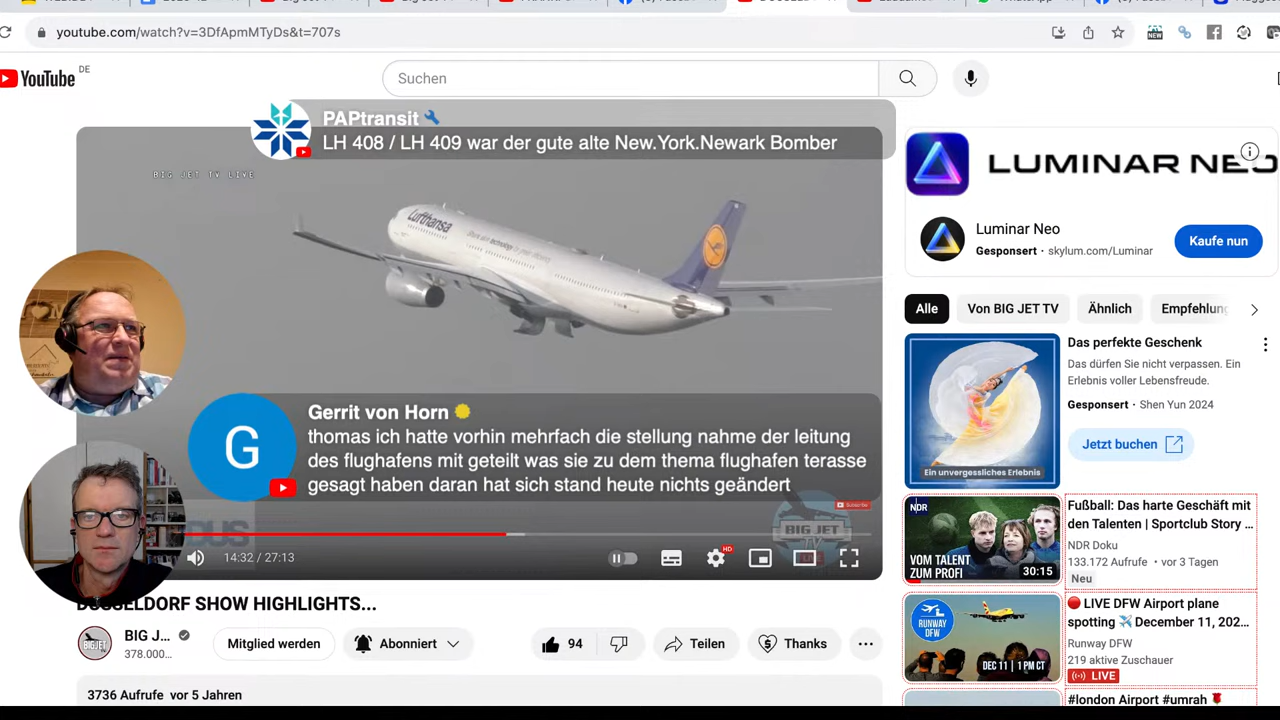 youtube.com/watch?v=3DfApmMTyDs&t=707s
NEW
YouTube DE
Suchen
PAPtransit
LH 408 / LH 409 war der gute alte New.York.Newark Bomber
BIG JET TV LIVE
Lufthansa
LUMINAR NEO
Luminar Neo
Gesponsert · skylum.com/Luminar
Kaufe nun
Alle
Von BIG JET TV
Ähnlich
Empfehlung
Das perfekte Geschenk
Das dürfen Sie nicht verpassen. Ein
Erlebnis voller Lebensfreude.
Gesponsert · Shen Yun 2024
Jetzt buchen
Ein unvergessliches Erlebnis
G
Gerrit von Horn
thomas ich hatte vorhin mehrfach die stellung nahme der leitung
des flughafens mit geteilt was sie zu dem thema flughafen terasse
gesagt haben daran hat sich stand heute nichts geändert
DUS
Subscribe
BIG JET
14:32 / 27:13
HD
DÜSSELDORF SHOW HIGHLIGHTS...
BIG J...
378.000...
Mitglied werden
Abonniert
94
Teilen
Thanks
3736 Aufrufe vor 5 Jahren
NDR
VOM TALENT
ZUM PROFI
30:15
Fußball: Das harte Geschäft mit
den Talenten | Sportclub Story ...
NDR Doku
133.172 Aufrufe · vor 3 Tagen
Neu
RUNWAY
DFW
DEC 11 | 1 PM CT
LIVE DFW Airport plane
spotting December 11, 202...
Runway DFW
219 aktive Zuschauer
LIVE
#london Airport #umrah